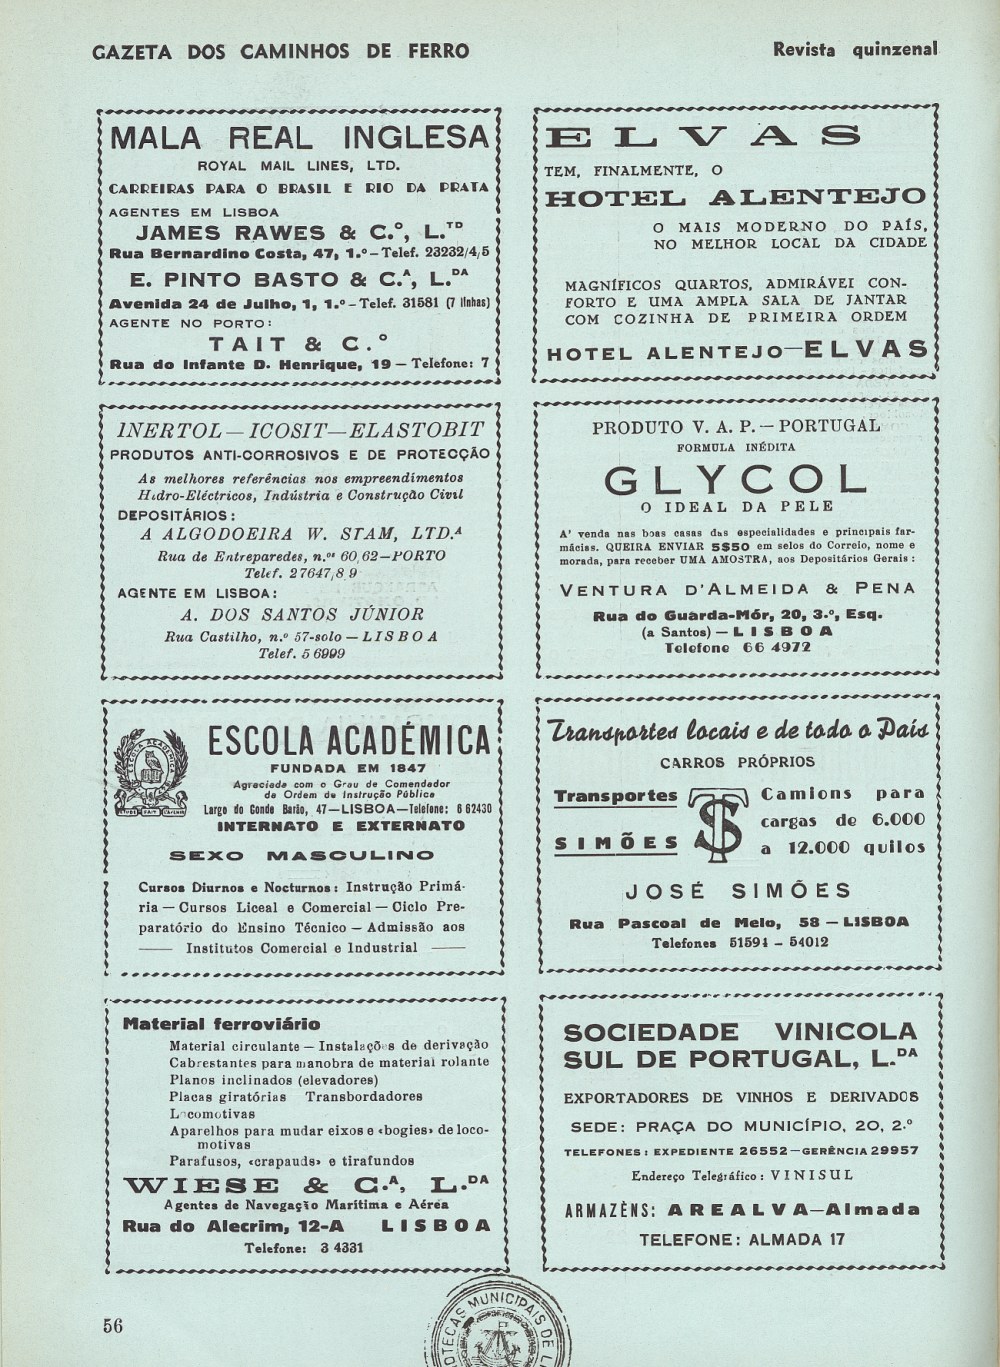 GAZETA DOS CAMINHOS DE FERRO
Revista quinzenal
MALA REAL INGLESA
ROYAL MAIL LINES, LTD.
CARREIRAS PARA O BRASIL E RIO DA PRATA
AGENTES EM LISBOA
JAMES RAWES & C.º, L.TD
Rua Bernardino Costa, 47, 1.º – Telef. 23232/4/5
E. PINTO BASTO & C.A, L.DA
Avenida 24 de Julho, 1, 1.º – Telef. 31581 (7 linhas)
AGENTE NO PORTO:
TAIT & C.º
Rua do Infante D. Henrique, 19 — Telefone: 7
ELVAS
TEM, FINALMENTE, O
HOTEL ALENTEJO
O MAIS MODERNO DO PAÍS,
NO MELHOR LOCAL DA CIDADE
MAGNÍFICOS QUARTOS, ADMIRÁVEL CON-
FORTO E UMA AMPLA SALA DE JANTAR
COM COZINHA DE PRIMEIRA ORDEM
HOTEL ALENTEJO—ELVAS
INERTOL — ICOSIT — ELASTOBIT
PRODUTOS ANTI-CORROSIVOS E DE PROTECÇÃO
As melhores referências nos empreendimentos
Hidro-Eléctricos, Indústria e Construção Civil
DEPOSITÁRIOS:
A ALGODOEIRA W. STAM, LTD.A
Rua de Entreparedes, n.os 60 62—PORTO
Telef. 27647,8 9
AGENTE EM LISBOA:
A. DOS SANTOS JÚNIOR
Rua Castilho, n.º 57-solo — LISBOA
Telef. 5 6999
PRODUTO V. A. P. — PORTUGAL
FORMULA INÉDITA
GLYCOL
O IDEAL DA PELE
A' venda nas boas casas das especialidades e principais far-
mácias. QUEIRA ENVIAR 5$50 em selos do Correio, nome e
morada, para receber UMA AMOSTRA, aos Depositários Gerais:
VENTURA D'ALMEIDA & PENA
Rua do Guarda-Mór, 20, 3.º, Esq.
(a Santos) — LISBOA
Telefone 66 4972
ESCOLA ACADÉMICA
ESCOLA ACADÉMICA
FUNDADA EM 1847
Agraciada com o Grau de Comendador
da Ordem da Instrução Pública
Largo do Conde Barão, 47—LISBOA—Telefone: 6 62430
INTERNATO E EXTERNATO
SEXO MASCULINO
Cursos Diurnos e Nocturnos: Instrução Primá-
ria — Cursos Liceal e Comercial — Ciclo Pre-
paratório do Ensino Técnico — Admissão aos
Institutos Comercial e Industrial
Transportes locais e de todo o País
CARROS PRÓPRIOS
Transportes
SIMÕES
TS
Camions para
cargas de 6.000
a 12.000 quilos
JOSÉ SIMÕES
Rua Pascoal de Melo, 58 — LISBOA
Telefones 51594 - 54012
Material ferroviário
Material circulante — Instalações de derivação
Cabrestantes para manobra de material rolante
Planos inclinados (elevadores)
Placas giratórias Transbordadores
Locomotivas
Aparelhos para mudar eixos e «bogies» de loco-
motivas
Parafusos, «crapauds» e tirafundos
WIESE & C.A, L.DA
Agentes de Navegação Marítima e Aérea
Rua do Alecrim, 12-A LISBOA
Telefone: 3 4331
SOCIEDADE VINICOLA
SUL DE PORTUGAL, L.DA
EXPORTADORES DE VINHOS E DERIVADOS
SEDE: PRAÇA DO MUNICÍPIO, 20, 2.º
TELEFONES: EXPEDIENTE 26552—GERÊNCIA 29957
Endereço Telegráfico: VINISUL
ARMAZÈNS: AREALVA—Almada
TELEFONE: ALMADA 17
56
MUNICIPAIS DE